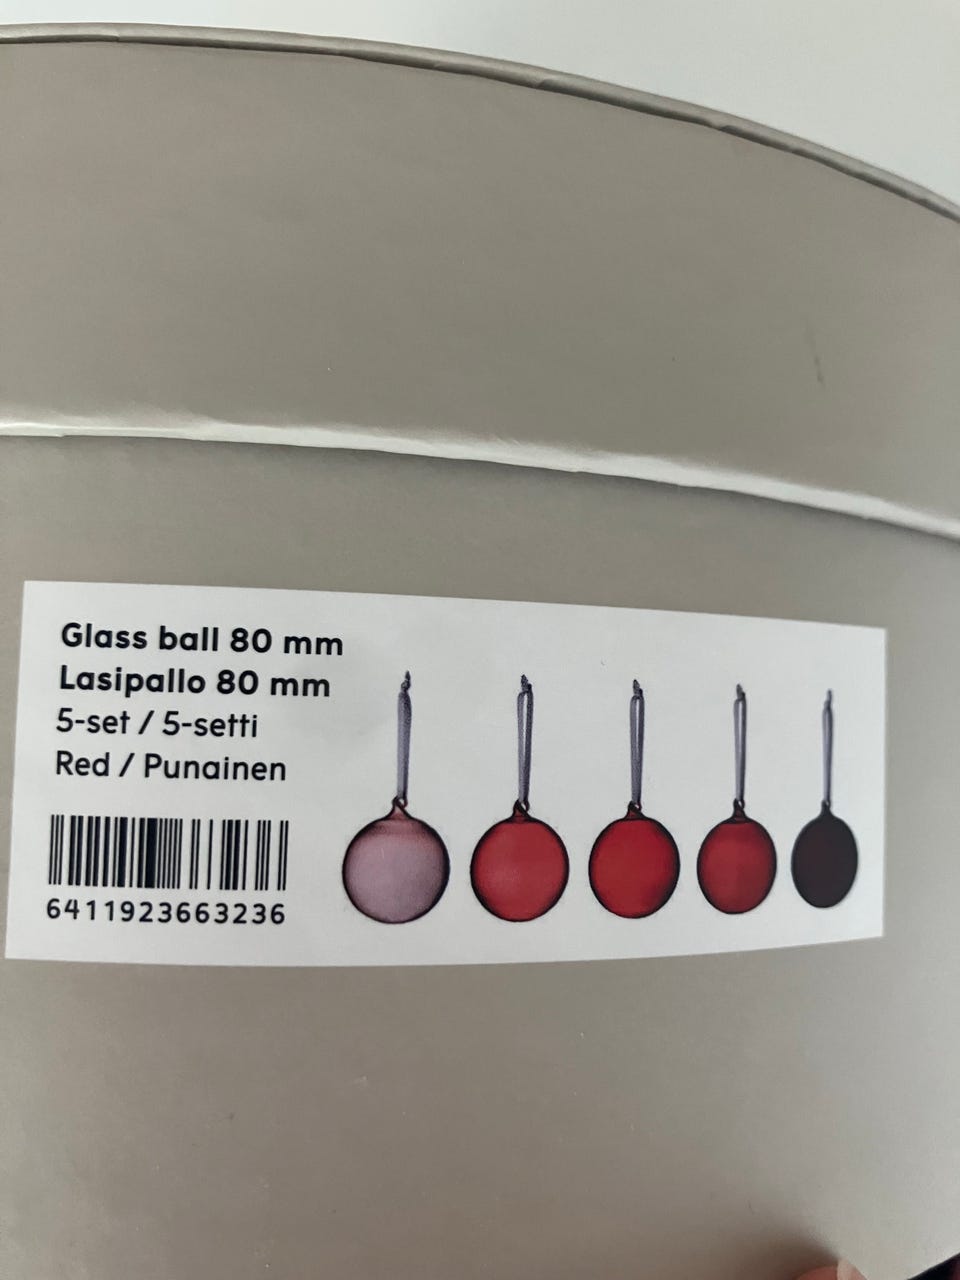 Glass ball 80 mm
Lasipallo 80 mm
5-set / 5-setti
Red / Punainen
6411923663236